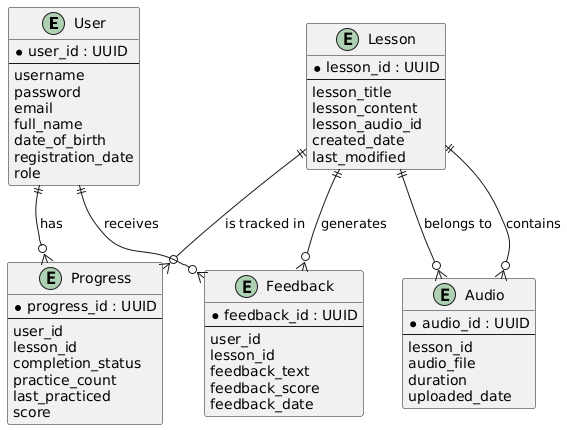 E User
* user_id : UUID
username
password
email
full_name
date_of_birth
registration_date
role
E Lesson
* lesson_id : UUID
lesson_title
lesson_content
lesson_audio_id
created_date
last_modified
has
receives
is tracked in
generates
belongs to
contains
E Progress
* progress_id : UUID
user_id
lesson_id
completion_status
practice_count
last_practiced
score
E Feedback
* feedback_id : UUID
user_id
lesson_id
feedback_text
feedback_score
feedback_date
E Audio
* audio_id : UUID
lesson_id
audio_file
duration
uploaded_date